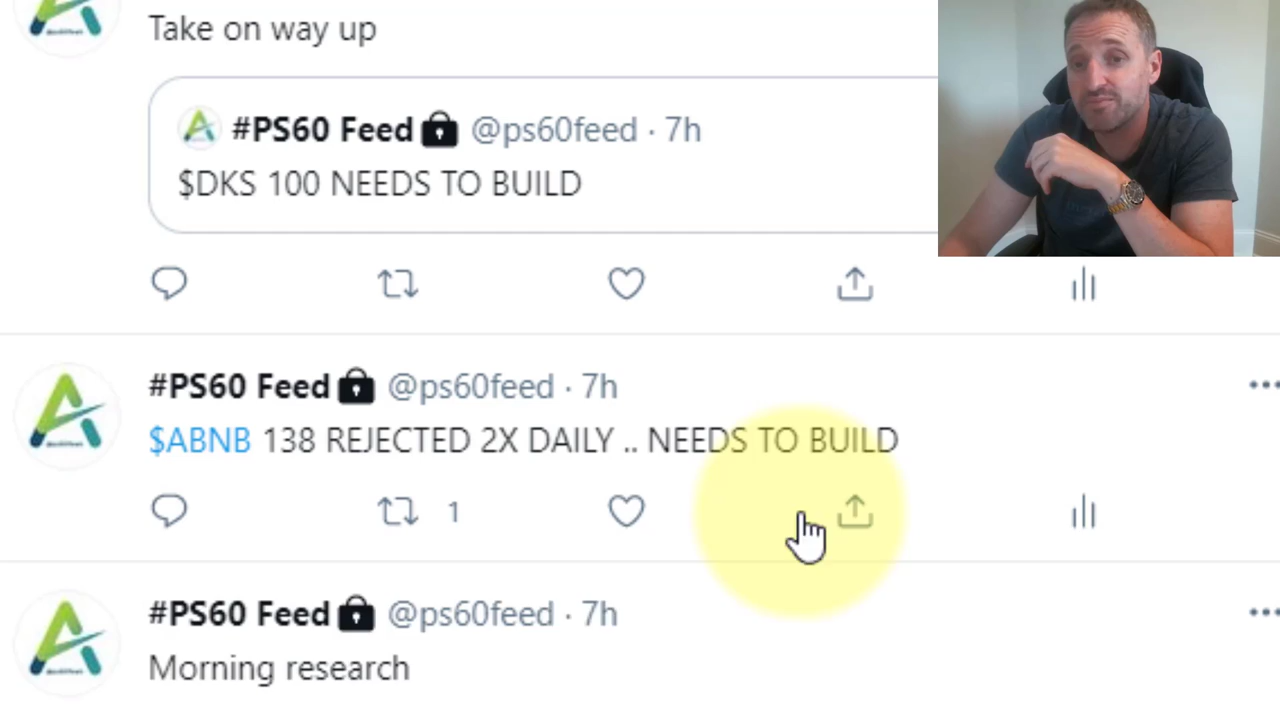 Take on way up
#PS60 Feed @ps60feed · 7h
$DKS 100 NEEDS TO BUILD
#PS60 Feed @ps60feed · 7h
$ABNB 138 REJECTED 2X DAILY .. NEEDS TO BUILD
1
#PS60 Feed @ps60feed · 7h
Morning research